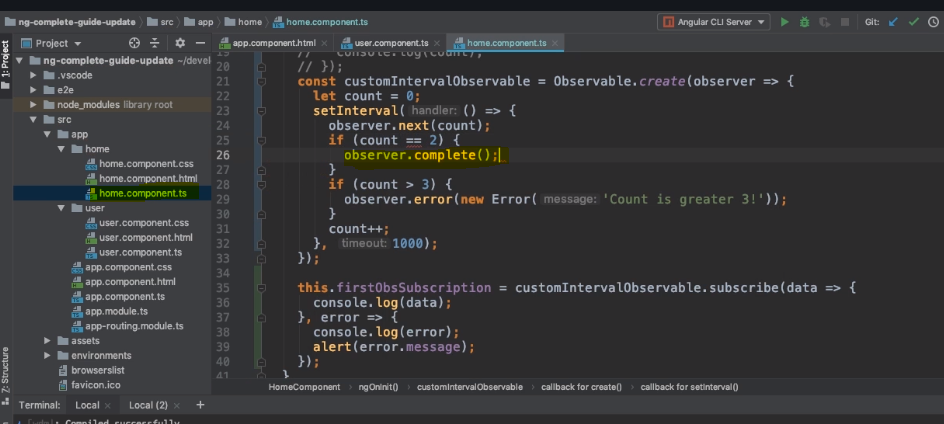 ng-complete-guide-update › src › app › home › home.component.ts
Angular CLI Server
Git:
Project
app.component.html
user.component.ts
home.component.ts
1: Project
7: Structure
ng-complete-guide-update ~/devel
.vscode
e2e
node_modules library root
src
app
home
home.component.css
home.component.html
home.component.ts
user
user.component.css
user.component.html
user.component.ts
app.component.css
app.component.html
app.component.ts
app.module.ts
app-routing.module.ts
assets
environments
browserslist
favicon.ico
19 // console.log(count);
20 // });
21 const customIntervalObservable = Observable.create(observer => {
22 let count = 0;
23 setInterval( handler: () => {
24 observer.next(count);
25 if (count == 2) {
26 observer.complete();
27 }
28 if (count > 3) {
29 observer.error(new Error( message: 'Count is greater 3!'));
30 }
31 count++;
32 }, timeout: 1000);
33 });
34
35 this.firstObsSubscription = customIntervalObservable.subscribe(data => {
36 console.log(data);
37 }, error => {
38 console.log(error);
39 alert(error.message);
40 });
41 }
HomeComponent › ngOnInit() › customIntervalObservable › callback for create() › callback for setInterval()
Terminal: Local × Local (2) × +
Compiled successfully